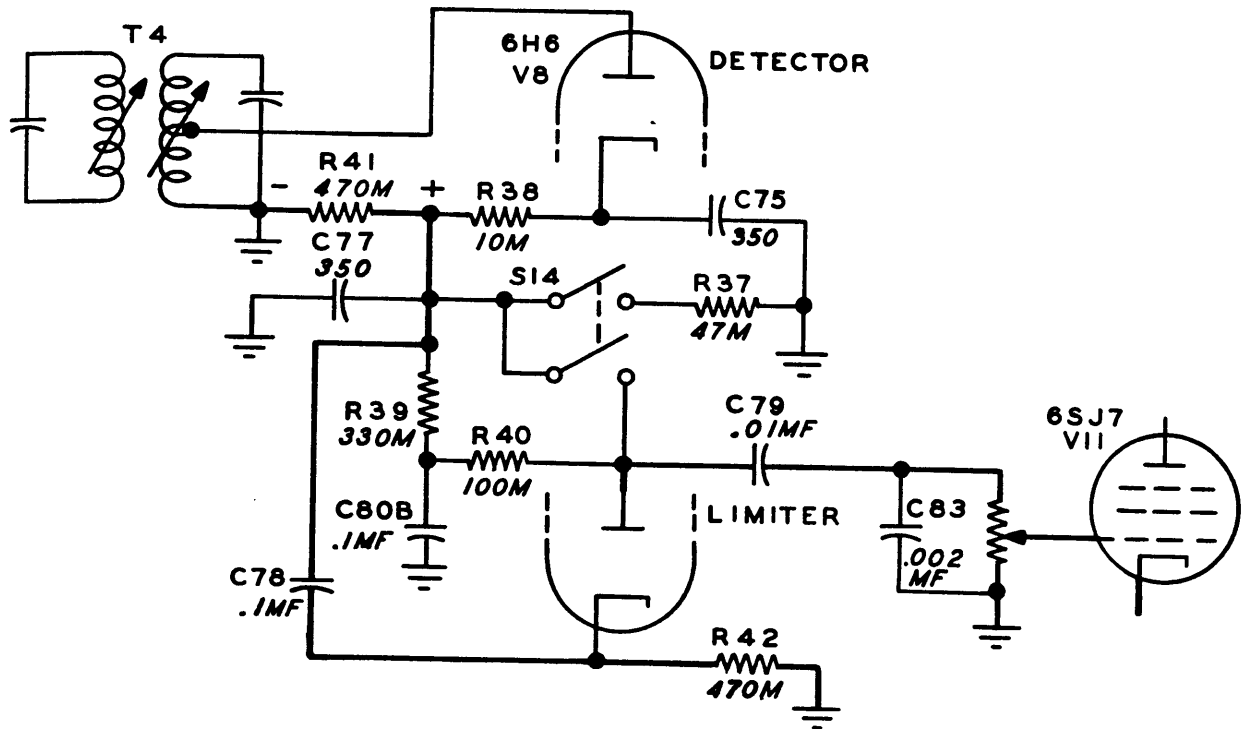 T4
6H6
V8
DETECTOR
R41
470M
-
+
R38
10M
C75
350
C77
350
S14
R37
47M
R39
330M
R40
100M
C79
.01MF
6SJ7
V11
C80B
.1MF
LIMITER
C83
.002
MF
C78
.1MF
R42
470M